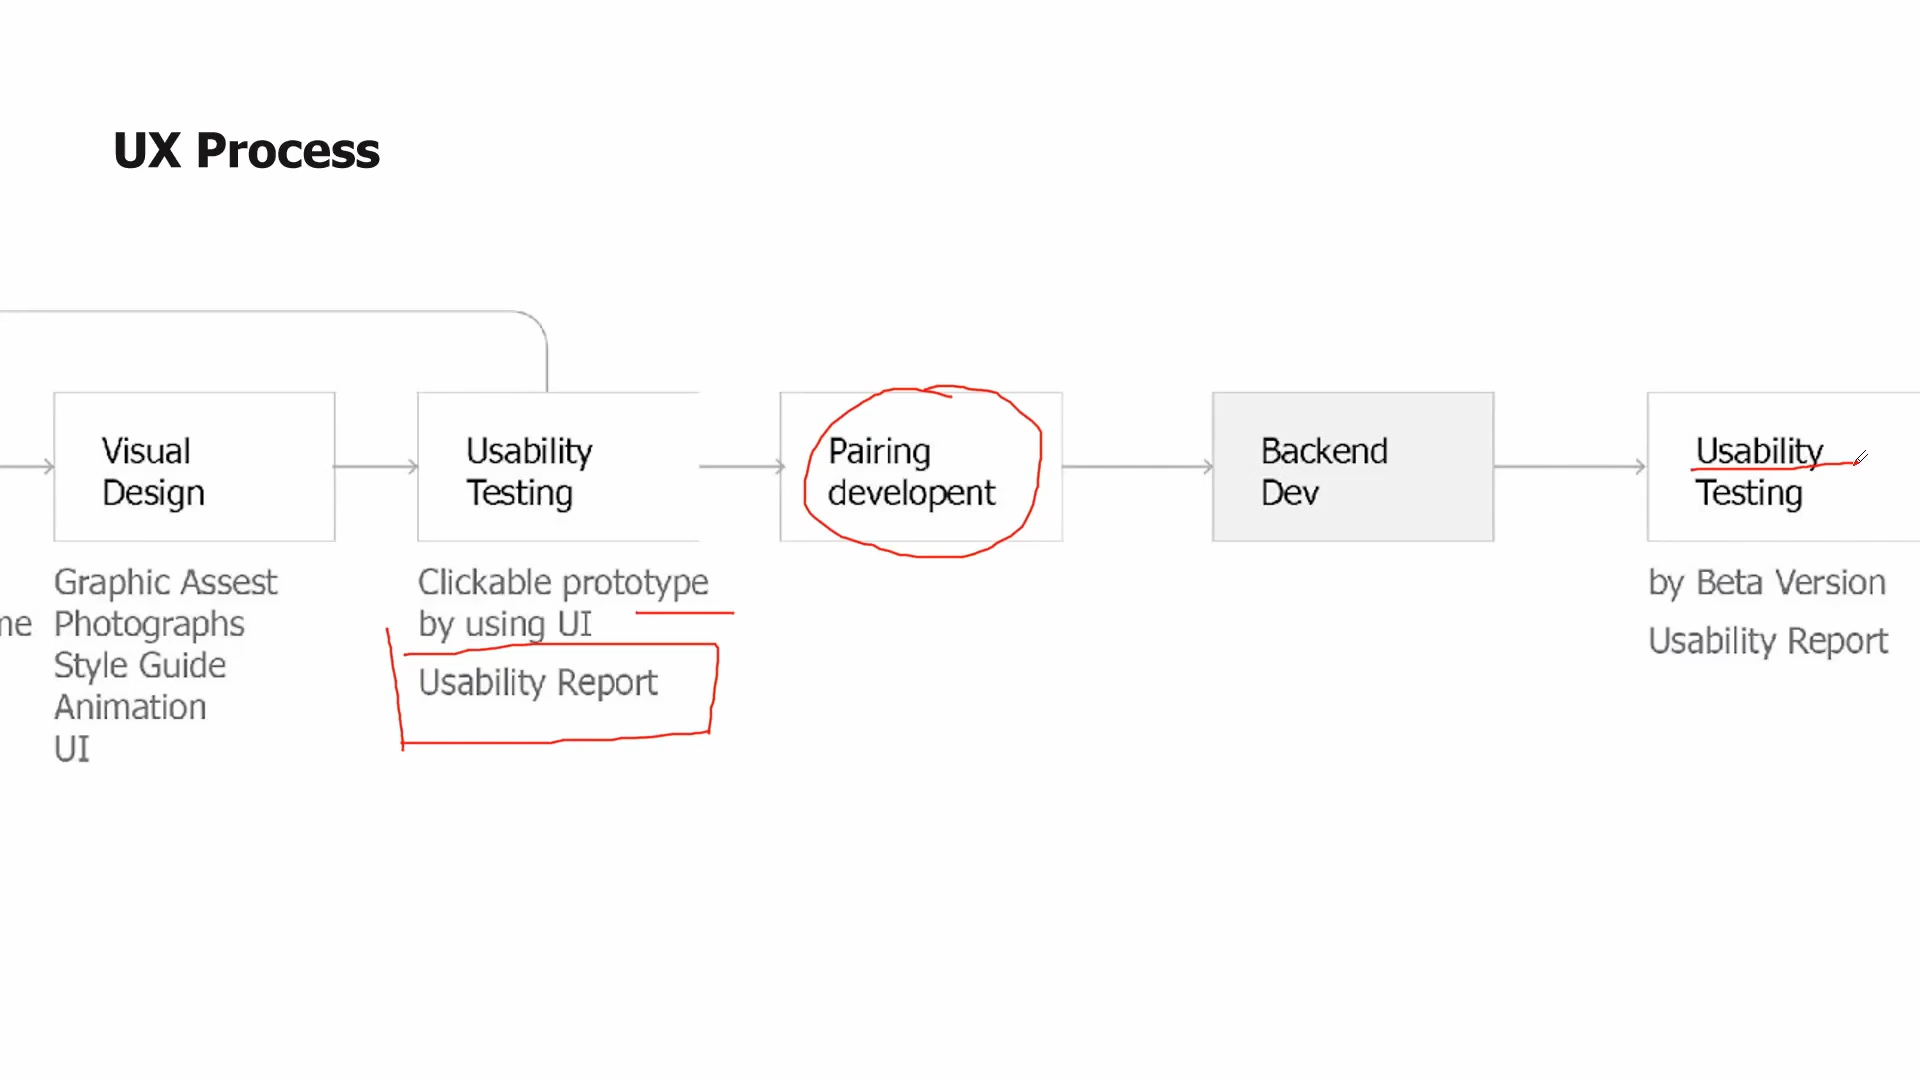 UX Process
Visual
Design
Usability
Testing
Pairing
developent
Backend
Dev
Usability
Testing
me
Graphic Assest
Photographs
Style Guide
Animation
UI
Clickable prototype
by using UI
Usability Report
by Beta Version
Usability Report